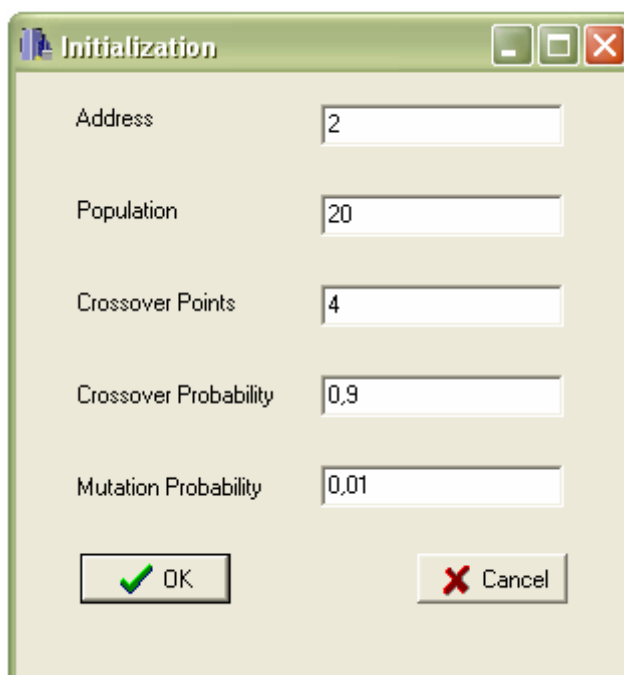 Initialization
Address 2
Population 20
Crossover Points 4
Crossover Probability 0,9
Mutation Probability 0,01
OK Cancel